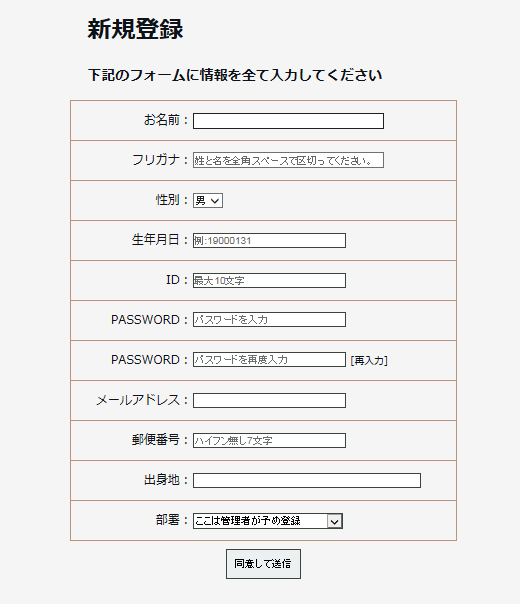 新規登録
下記のフォームに情報を全て入力してください
お名前：
フリガナ： 姓と名を全角スペースで区切ってください。
性別： 男
生年月日： 例:19000131
ID： 最大10文字
PASSWORD： パスワードを入力
PASSWORD： パスワードを再度入力 [再入力]
メールアドレス：
郵便番号： ハイフン無し7文字
出身地：
部署： ここは管理者が予め登録
同意して送信